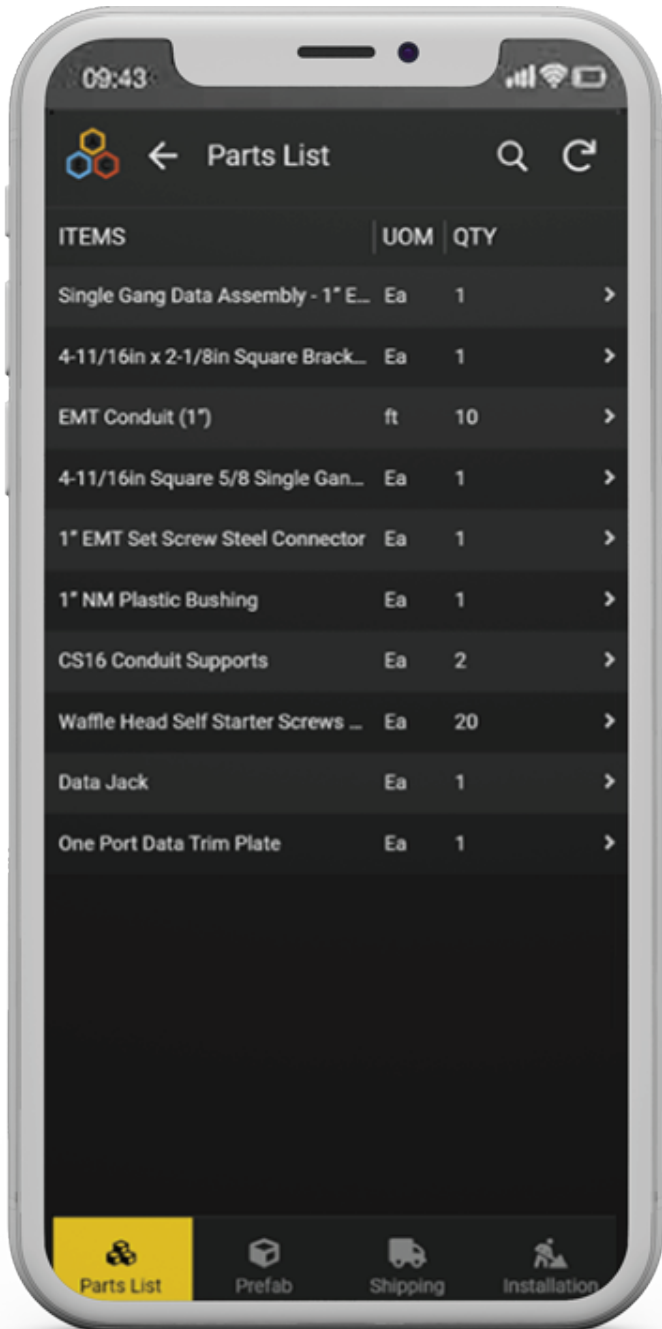 09:43
Parts List
ITEMS UOM QTY
Single Gang Data Assembly - 1" E... Ea 1
4-11/16in x 2-1/8in Square Brack... Ea 1
EMT Conduit (1") ft 10
4-11/16in Square 5/8 Single Gan... Ea 1
1" EMT Set Screw Steel Connector Ea 1
1" NM Plastic Bushing Ea 1
CS16 Conduit Supports Ea 2
Waffle Head Self Starter Screws ... Ea 20
Data Jack Ea 1
One Port Data Trim Plate Ea 1
Parts List Prefab Shipping Installation